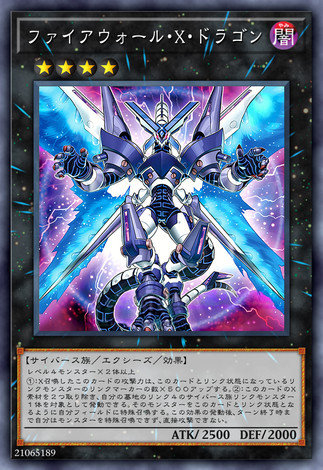 ファイアウォール・X・ドラゴン
やみ
闇
【サイバース族／エクシーズ／効果】
レベル４モンスター×２体以上
①：X召喚したこのカードの攻撃力は、このカードとリンク状態になっているリ
ンクモンスターのリンクマーカーの数×５００アップする。②：このカードのX
素材を２つ取り除き、自分の墓地のリンク４のサイバース族リンクモンスター
１体を対象として発動できる。そのモンスターをこのカードとリンク状態とな
るように自分フィールドに特殊召喚する。この効果の発動後、ターン終了時ま
で自分はモンスターを特殊召喚できず、直接攻撃できない。
ATK/2500 DEF/2000
21065189